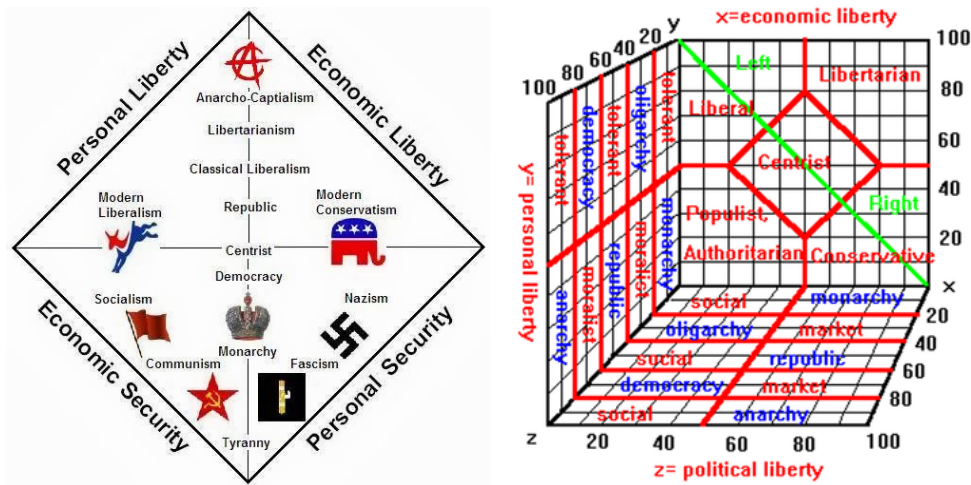 Personal Liberty
Economic Liberty
Anarcho-Captialism
Libertarianism
Classical Liberalism
Modern
Liberalism
Republic
Modern
Conservatism
Centrist
Democracy
Socialism
Nazism
Monarchy
Communism
Fascism
Economic Security
Personal Security
Tyranny
x=economic liberty
y
20
40
60
80
100
100
80
60
40
20
x
Left
Libertarian
Liberal
Centrist
Right
Populist
Authoritarian
Conservative
tolerant
democracy
tolerant
oligarchy
tolerant
anarchy
moralist
republic
moralist
monarchy
y= personal liberty
social
monarchy
oligarchy
market
social
republic
democracy
market
social
anarchy
20
40
60
80
z
20
40
60
80
100
z= political liberty